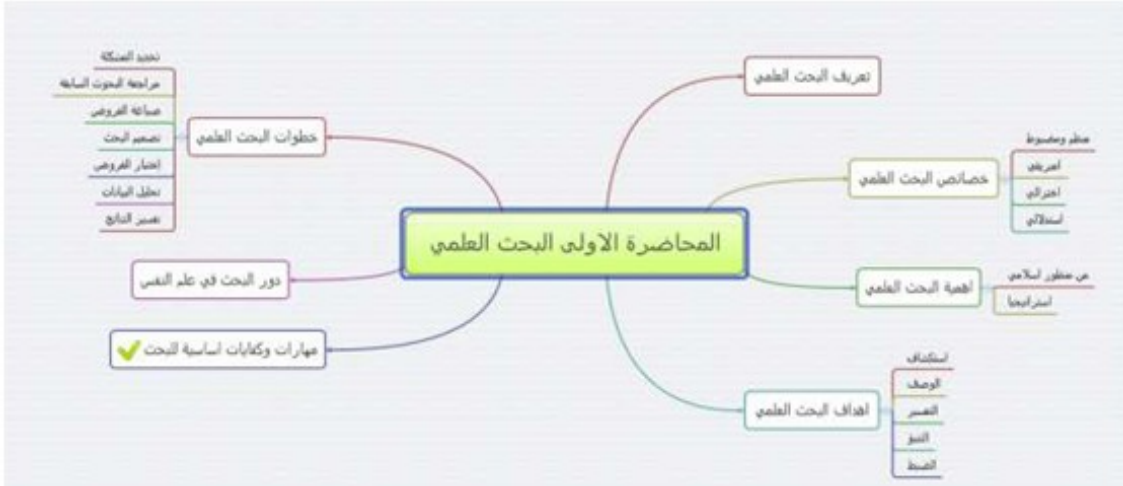 المحاضرة الاولى البحث العلمي
تعريف البحث العلمي
خصائص البحث العلمي
منظم ومضبوط
امبريقي
اختزالي
استدلالي
اهمية البحث العلمي
من منظور اسلامي
استراتيجيا
اهداف البحث العلمي
استكشاف
الوصف
التفسير
التنبؤ
الضبط
خطوات البحث العلمي
تحديد المشكلة
مراجعة البحوث السابقة
صياغة الفروض
تصميم البحث
إختبار الفروض
تحليل البيانات
تفسير النتائج
دور البحث في علم النفس
مهارات وكفايات اساسية للبحث